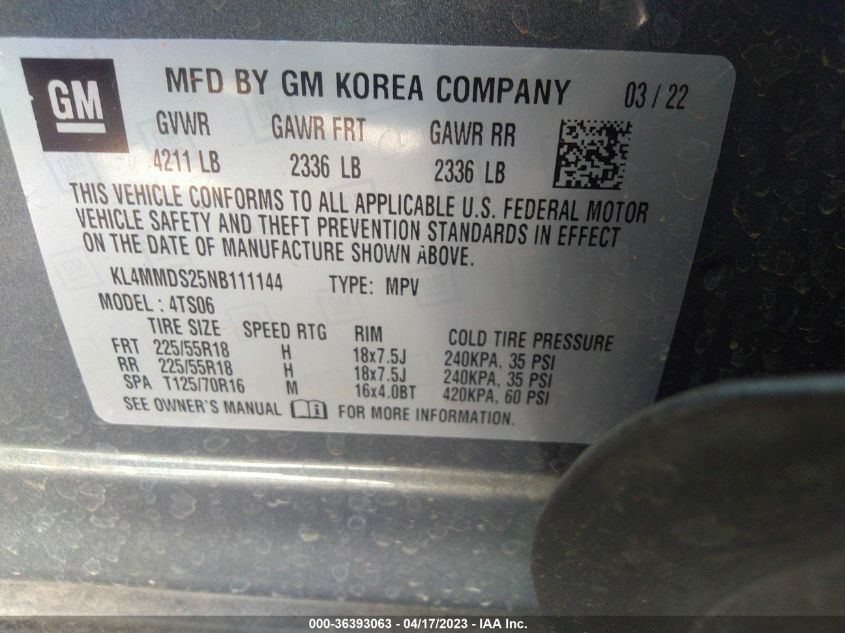 GM MFD BY GM KOREA COMPANY 03 / 22
GVWR GAWR FRT GAWR RR
4211 LB 2336 LB 2336 LB
THIS VEHICLE CONFORMS TO ALL APPLICABLE U.S. FEDERAL MOTOR
VEHICLE SAFETY AND THEFT PREVENTION STANDARDS IN EFFECT
ON THE DATE OF MANUFACTURE SHOWN ABOVE.
KL4MMDS25NB111144 TYPE: MPV
MODEL : 4TS06
TIRE SIZE SPEED RTG RIM COLD TIRE PRESSURE
FRT 225/55R18 H 18x7.5J 240KPA, 35 PSI
RR 225/55R18 H 18x7.5J 240KPA, 35 PSI
SPA T125/70R16 M 16x4.0BT 420KPA, 60 PSI
SEE OWNER'S MANUAL FOR MORE INFORMATION.
000-36393063 - 04/17/2023 - IAA Inc.